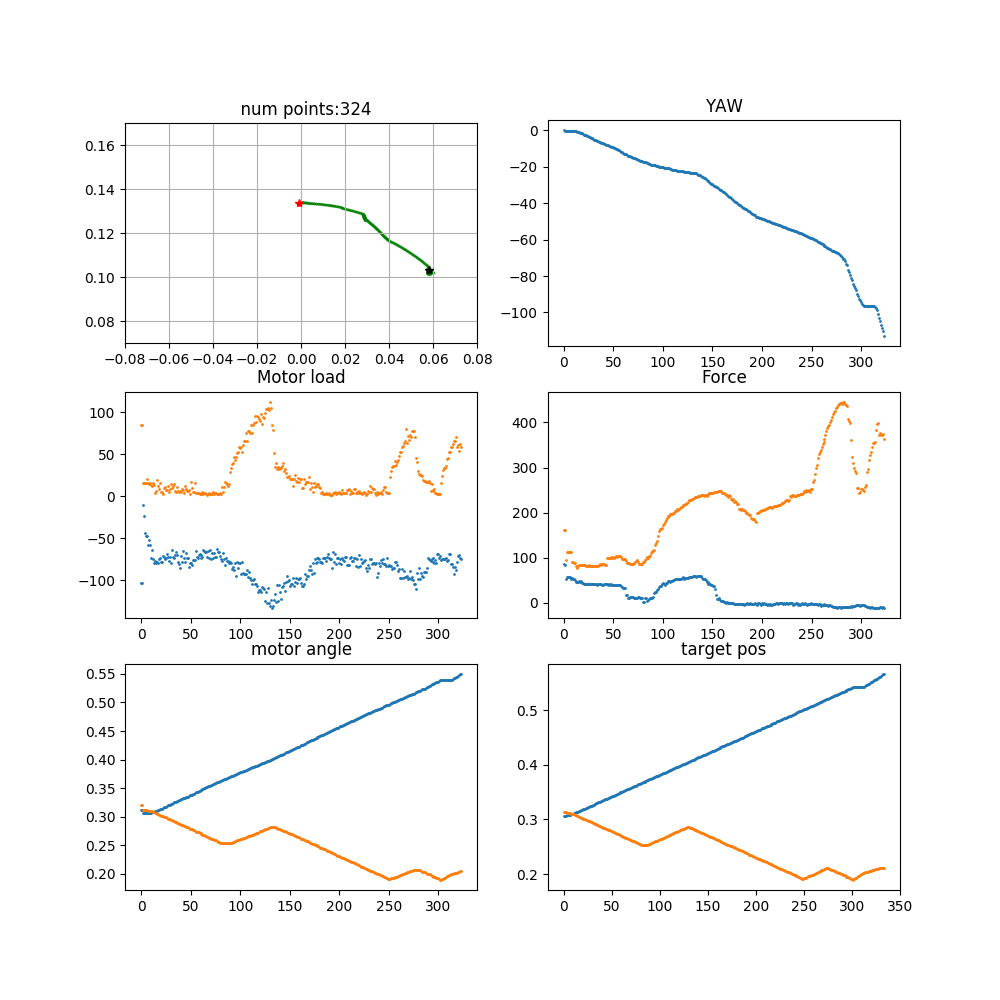 num points:324
YAW
0.16
0.14
0.12
0.10
0.08
−0.08 −0.06 −0.04 −0.02 0.00 0.02 0.04 0.06 0.08
0
−20
−40
−60
−80
−100
0 50 100 150 200 250 300
Motor load
Force
100
50
0
−50
−100
0 50 100 150 200 250 300
400
300
200
100
0
0 50 100 150 200 250 300
motor angle
target pos
0.55
0.50
0.45
0.40
0.35
0.30
0.25
0.20
0 50 100 150 200 250 300
0.5
0.4
0.3
0.2
0 50 100 150 200 250 300 350